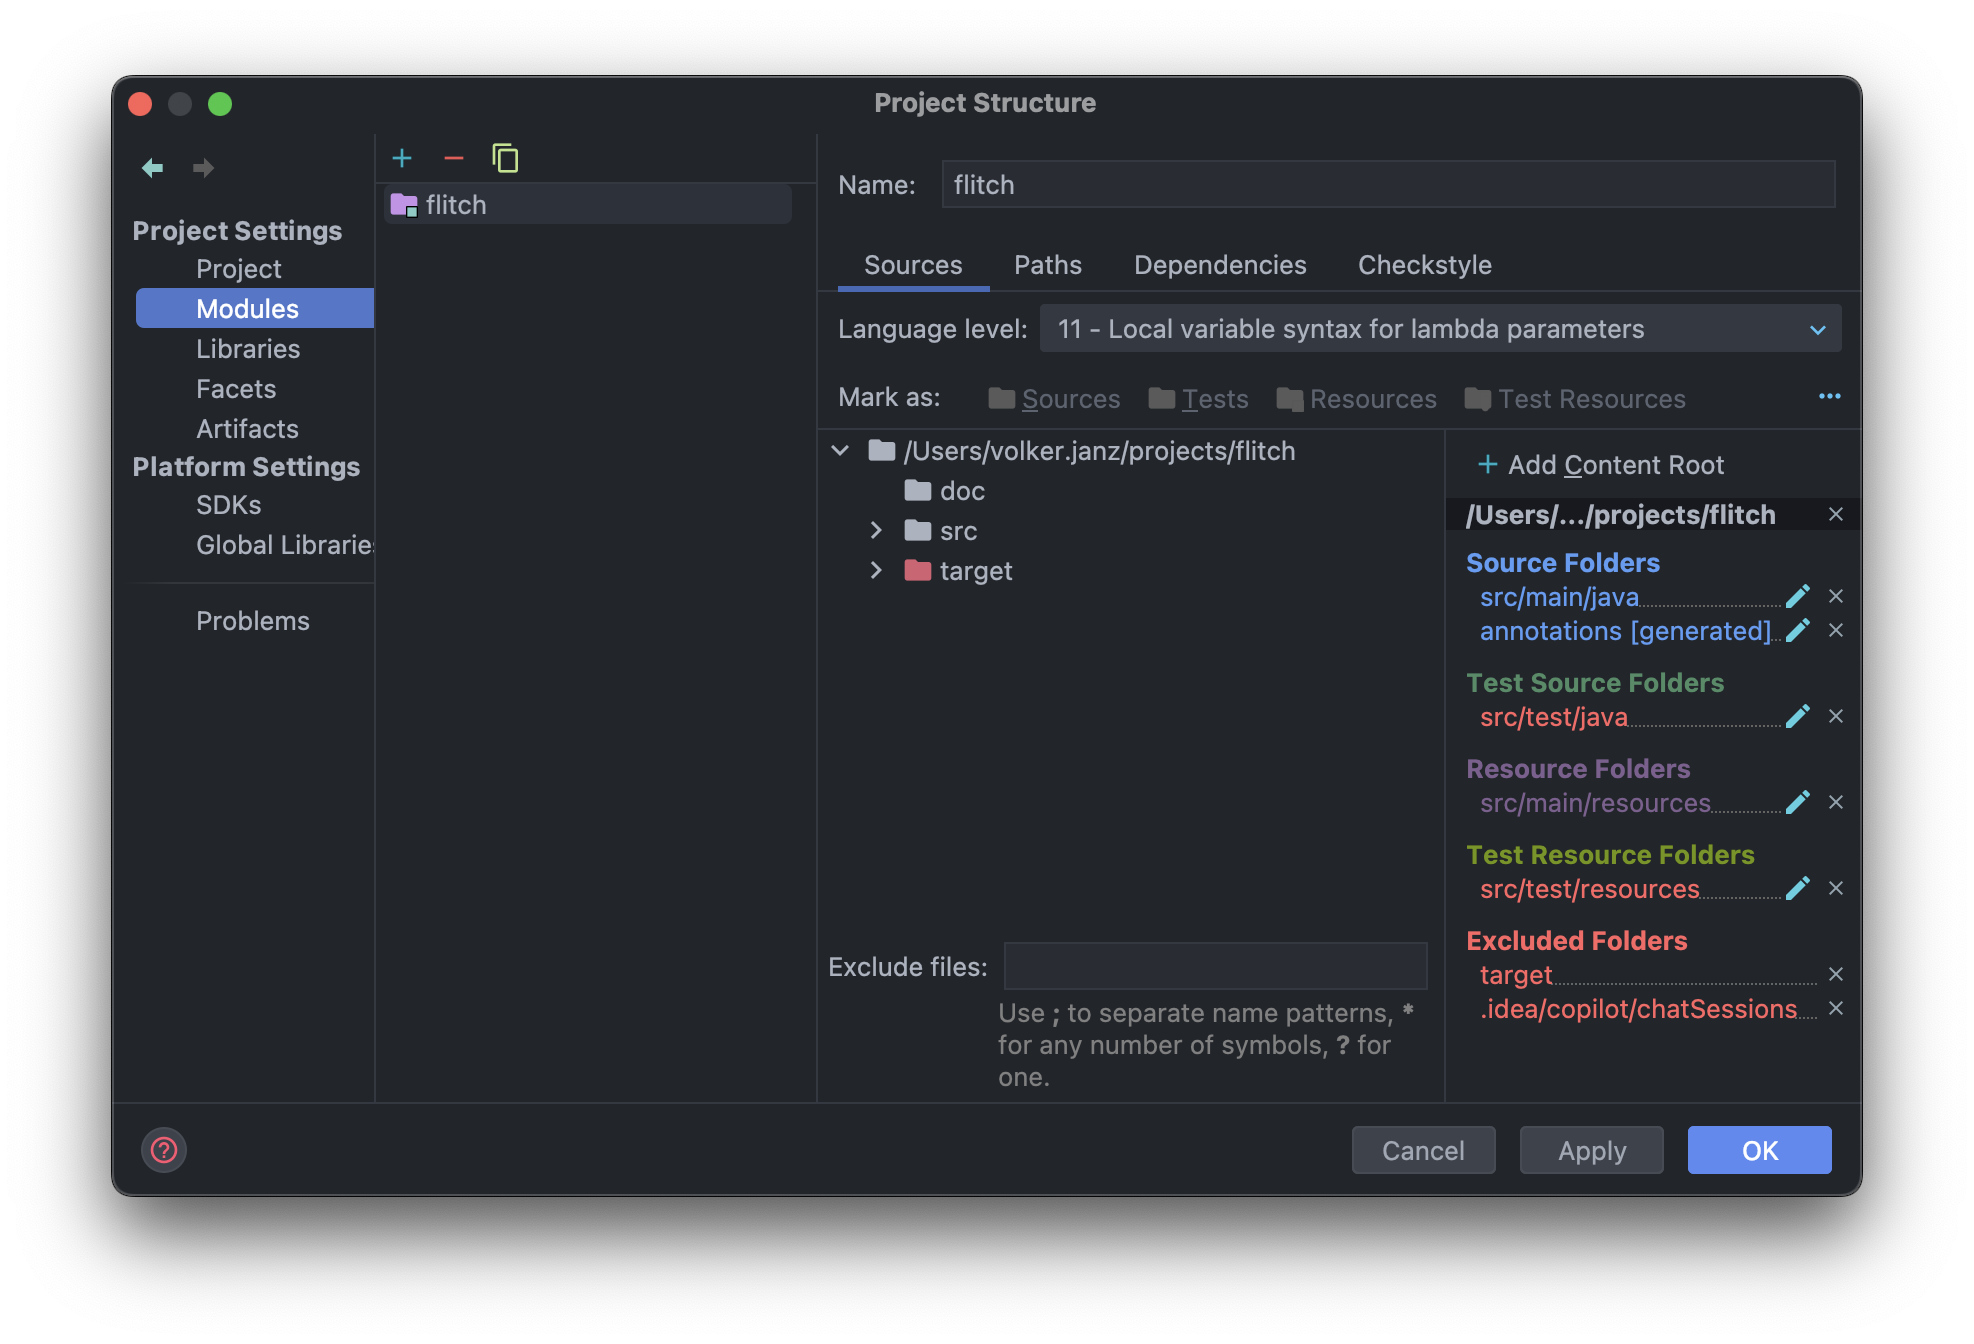 Project Structure
Project Settings
Project
Modules
Libraries
Facets
Artifacts
Platform Settings
SDKs
Global Libraries
Problems
flitch
Name: flitch
Sources Paths Dependencies Checkstyle
Language level: 11 - Local variable syntax for lambda parameters
Mark as: Sources Tests Resources Test Resources
/Users/volker.janz/projects/flitch
doc
src
target
Exclude files:
Use ; to separate name patterns, *
for any number of symbols, ? for
one.
+ Add Content Root
/Users/.../projects/flitch
Source Folders
src/main/java
annotations [generated]
Test Source Folders
src/test/java
Resource Folders
src/main/resources
Test Resource Folders
src/test/resources
Excluded Folders
target
.idea/copilot/chatSessions
? Cancel Apply OK